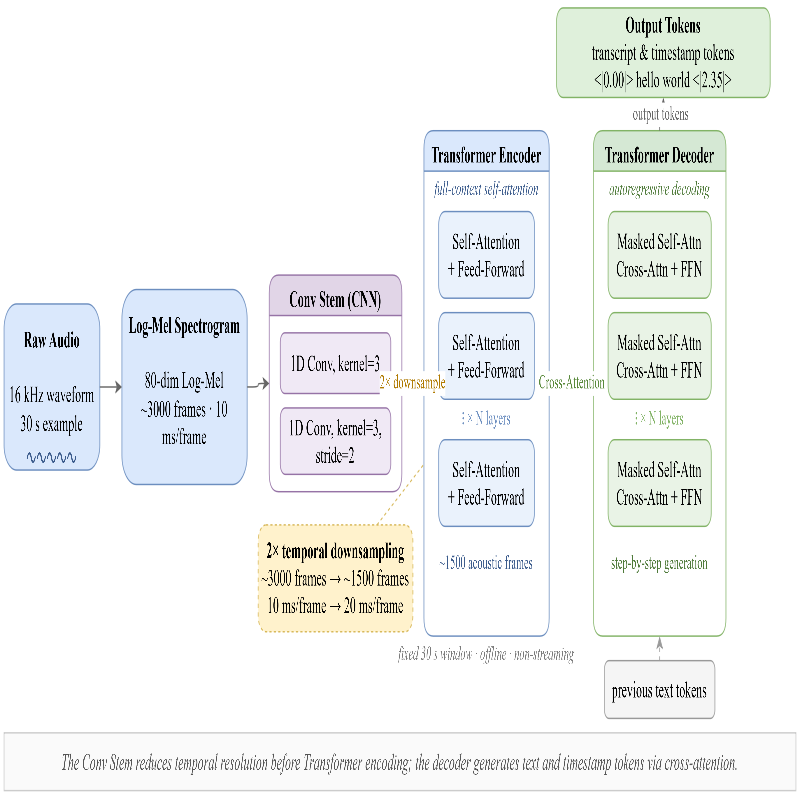 Output Tokens
transcript & timestamp tokens
<|0.00|> hello world <|2.35|>
output tokens
Raw Audio
16 kHz waveform
30 s example
Log-Mel Spectrogram
80-dim Log-Mel
~3000 frames · 10
ms/frame
Conv Stem (CNN)
1D Conv, kernel=3
1D Conv, kernel=3,
stride=2
2× downsample
2× temporal downsampling
~3000 frames → ~1500 frames
10 ms/frame → 20 ms/frame
Transformer Encoder
full-context self-attention
Self-Attention
+ Feed-Forward
Self-Attention
+ Feed-Forward
⋮ × N layers
Self-Attention
+ Feed-Forward
~1500 acoustic frames
fixed 30 s window · offline · non-streaming
Cross-Attention
Transformer Decoder
autoregressive decoding
Masked Self-Attn
Cross-Attn + FFN
Masked Self-Attn
Cross-Attn + FFN
⋮ × N layers
Masked Self-Attn
Cross-Attn + FFN
step-by-step generation
previous text tokens
The Conv Stem reduces temporal resolution before Transformer encoding; the decoder generates text and timestamp tokens via cross-attention.